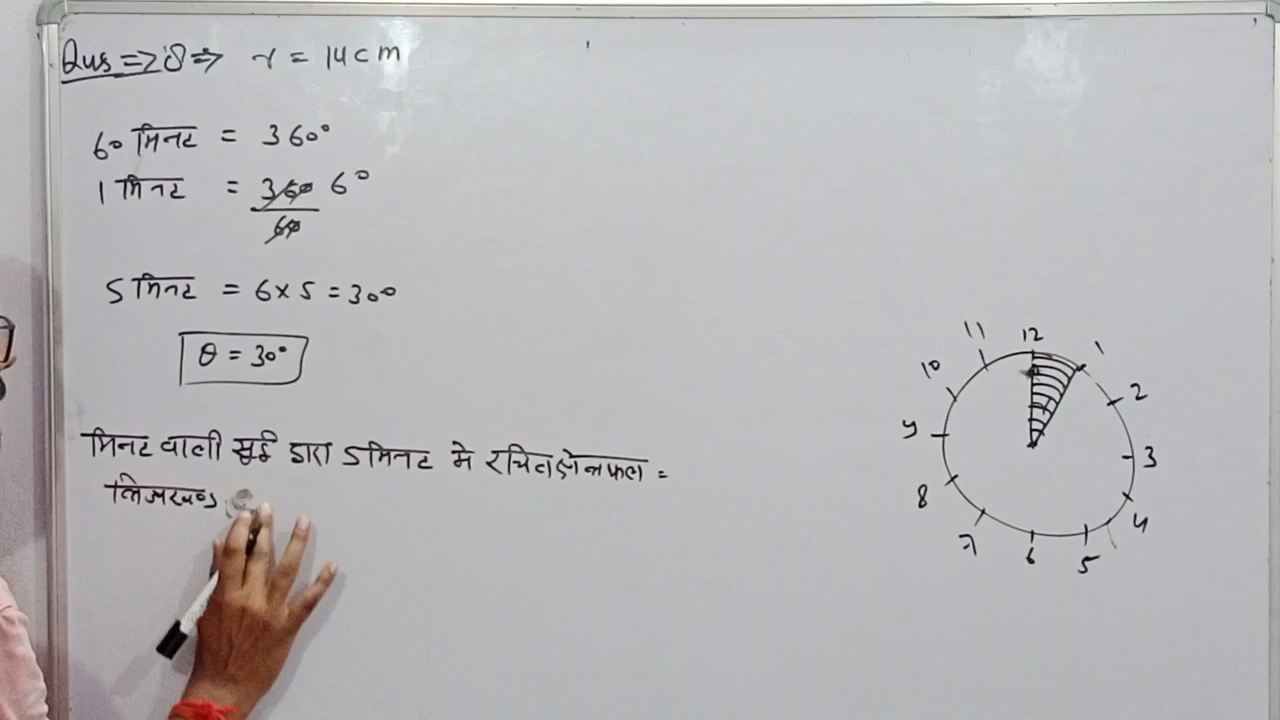 Qus => 8 => r = 14cm
60 मिनट = 360°
1 मिनट = 360 6°
60
5 मिनट = 6×5 = 30°
θ = 30°
मिनट वाली सुई द्वारा 5 मिनट मे रचित क्षेत्रफल =
त्रिज्यखण्ड
11 12 1
10 2
9 3
8 4
7 6 5